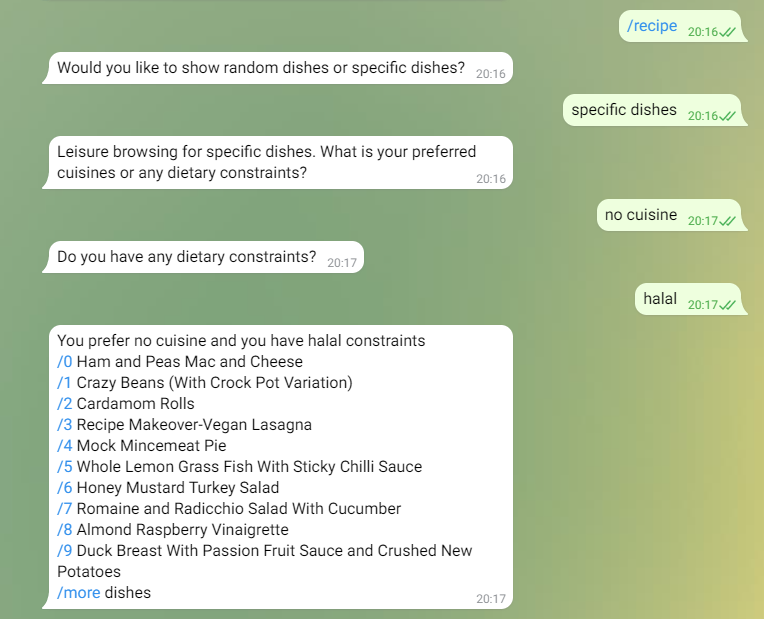 /recipe 20:16
Would you like to show random dishes or specific dishes? 20:16
specific dishes 20:16
Leisure browsing for specific dishes. What is your preferred
cuisines or any dietary constraints? 20:16
no cuisine 20:17
Do you have any dietary constraints? 20:17
halal 20:17
You prefer no cuisine and you have halal constraints
/0 Ham and Peas Mac and Cheese
/1 Crazy Beans (With Crock Pot Variation)
/2 Cardamom Rolls
/3 Recipe Makeover-Vegan Lasagna
/4 Mock Mincemeat Pie
/5 Whole Lemon Grass Fish With Sticky Chilli Sauce
/6 Honey Mustard Turkey Salad
/7 Romaine and Radicchio Salad With Cucumber
/8 Almond Raspberry Vinaigrette
/9 Duck Breast With Passion Fruit Sauce and Crushed New
Potatoes
/more dishes 20:17